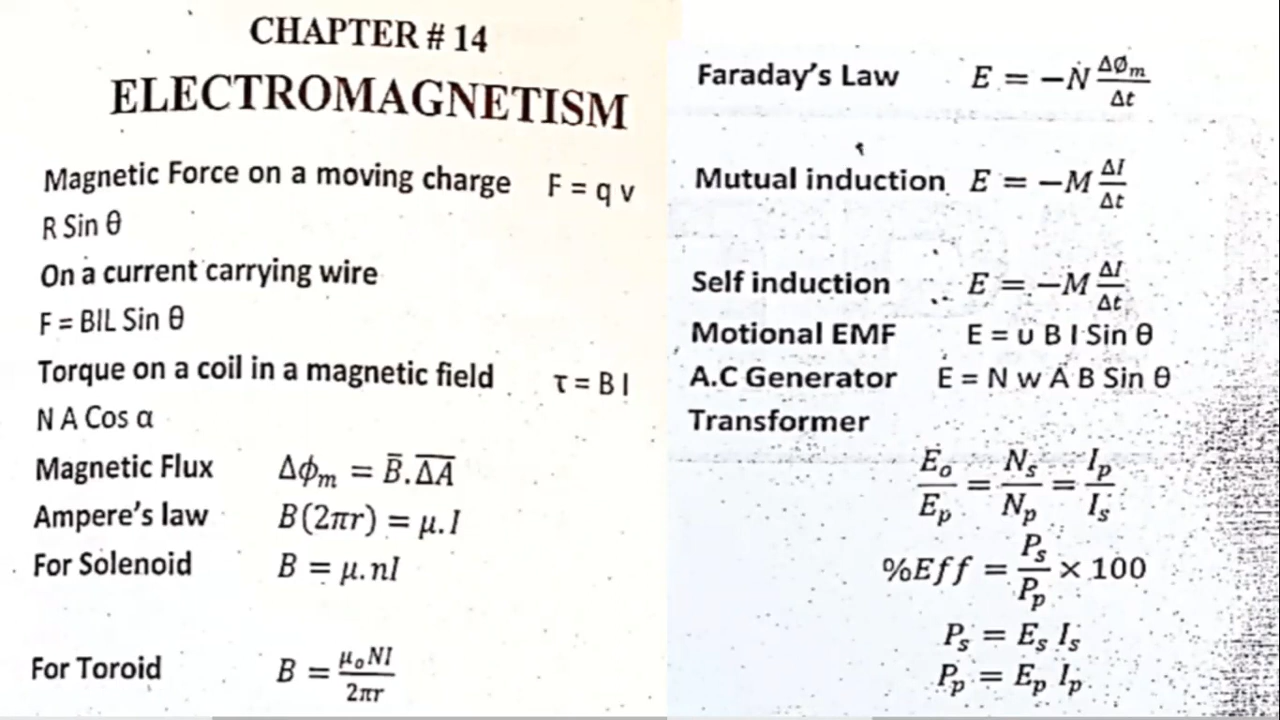 CHAPTER # 14
ELECTROMAGNETISM
Magnetic Force on a moving charge F = q v
R Sin θ
On a current carrying wire
F = BIL Sin θ
Torque on a coil in a magnetic field τ = B I
N A Cos α
Magnetic Flux Δϕₘ = B̄.Δ̅A̅
Ampere's law B(2πr) = μ.I
For Solenoid B = μ.nI
For Toroid B = μₒNI / 2πr
Faraday's Law E = −N ΔØₘ / Δt
Mutual induction E = −M ΔI / Δt
Self induction E = −M ΔI / Δt
Motional EMF E = υ B l Sin θ
A.C Generator E = N w A B Sin θ
Transformer
Eₒ / Eₚ = Nₛ / Nₚ = Iₚ / Iₛ
%Eff = Pₛ / Pₚ × 100
Pₛ = Eₛ Iₛ
Pₚ = Eₚ Iₚ